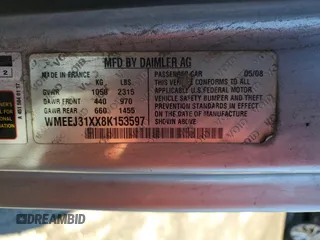 MFD BY DAIMLER AG
MADE IN FRANCE
PASSENGER CAR 05/08
KG LBS
GVWR 1050 2315
GAWR FRONT 440 970
GAWR REAR 660 1455
WMEEJ31XX8K153597
THIS VEHICLE CONFORMS TO ALL
APPLICABLE U.S. FEDERAL MOTOR
VEHICLE SAFETY BUMPER AND THEFT
PREVENTION STANDARDS IN EFFECT
ON THE DATE OF MANUFACTURE
SHOWN ABOVE
VOID
2
DREAMBID